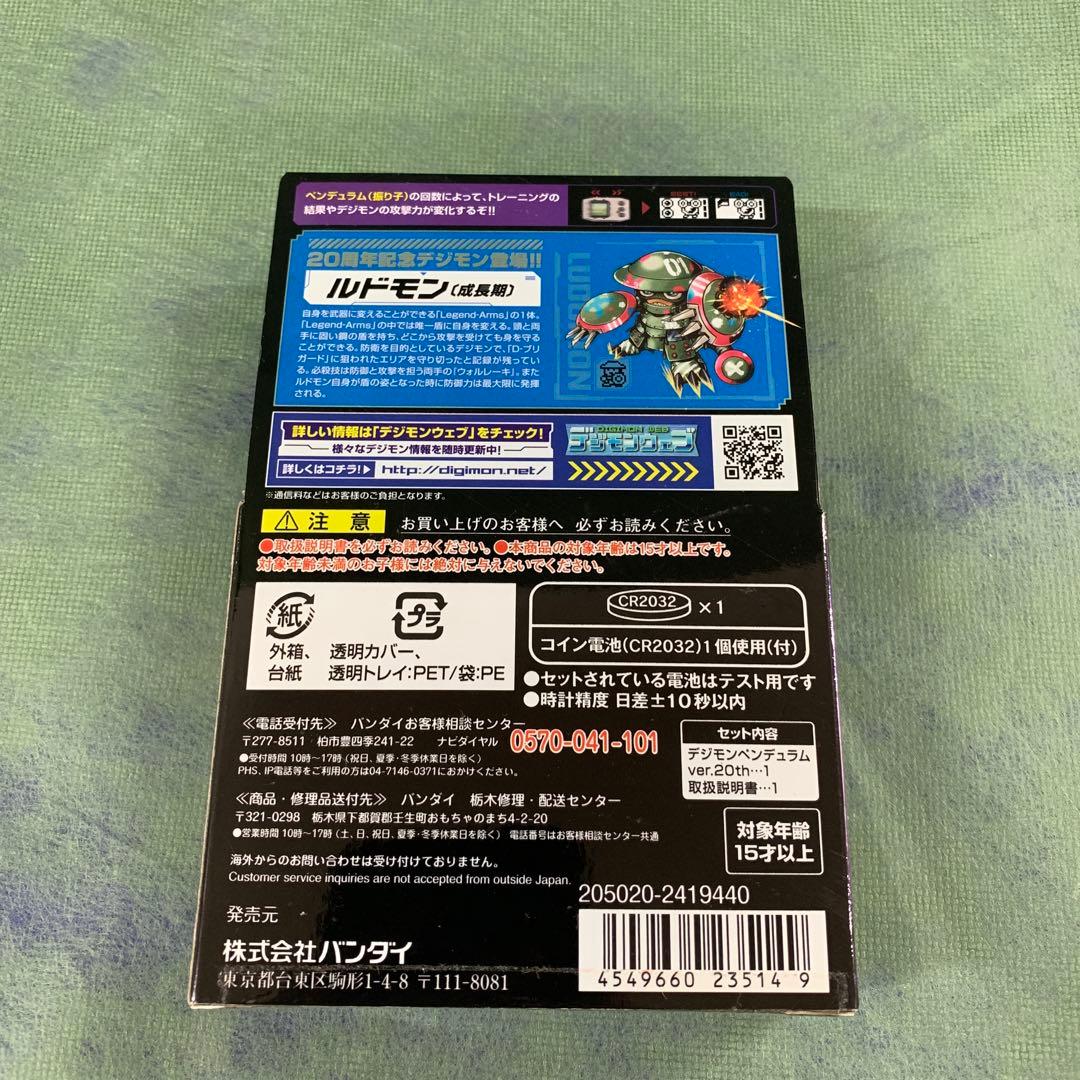 ペンデュラム(振り子)の回数によって、トレーニングの
結果やデジモンの攻撃力が変化するぞ!!
BEST!
BAD!
20周年記念デジモン登場!!
ルドモン〔成長期〕
自身を武器に変えることができる「Legend-Arms」の1体。
「Legend-Arms」の中では唯一盾に自身を変える。頭と両
手に固い鋼の盾を持ち、どこから攻撃を受けても身を守る
ことができる。防衛を目的としているデジモンで、「D-ブリ
ガード」に狙われたエリアを守り切ったと記録が残ってい
る。必殺技は防御と攻撃を担う両手の「ウォルレーキ」。また
ルドモン自身が盾の姿となった時に防御力は最大限に発揮
される。
01
詳しい情報は「デジモンウェブ」をチェック!
様々なデジモン情報を随時更新中!
詳しくはコチラ!▶ http://digimon.net/
DIGIMON WEB
デジモンウェブ
※通信料などはお客様のご負担となります。
⚠注意 お買い上げのお客様へ 必ずお読みください。
●取扱説明書を必ずお読みください。●本商品の対象年齢は15才以上です。
対象年齢未満のお子様には絶対に与えないでください。
紙
外箱、
台紙
プラ
透明カバー、
透明トレイ:PET/袋:PE
CR2032 ×1
コイン電池(CR2032)1個使用(付)
●セットされている電池はテスト用です
●時計精度 日差±10秒以内
≪電話受付先≫ バンダイお客様相談センター
〒277-8511 柏市豊四季241-22 ナビダイヤル 0570-041-101
●受付時間 10時〜17時(祝日、夏季・冬季休業日を除く)
PHS、IP電話等をご利用の方は04-7146-0371におかけください。
≪商品・修理品送付先≫ バンダイ 栃木修理・配送センター
〒321-0298 栃木県下都賀郡壬生町おもちゃのまち4-2-20
●営業時間 10時〜17時(土、日、祝日、夏季・冬季休業日を除く) 電話番号はお客様相談センター共通
セット内容
デジモンペンデュラム
ver.20th…1
取扱説明書…1
対象年齢
15才以上
海外からのお問い合わせは受け付けておりません。
Customer service inquiries are not accepted from outside Japan.
発売元
株式会社バンダイ
東京都台東区駒形1-4-8 〒111-8081
205020-2419440
4549660 235149